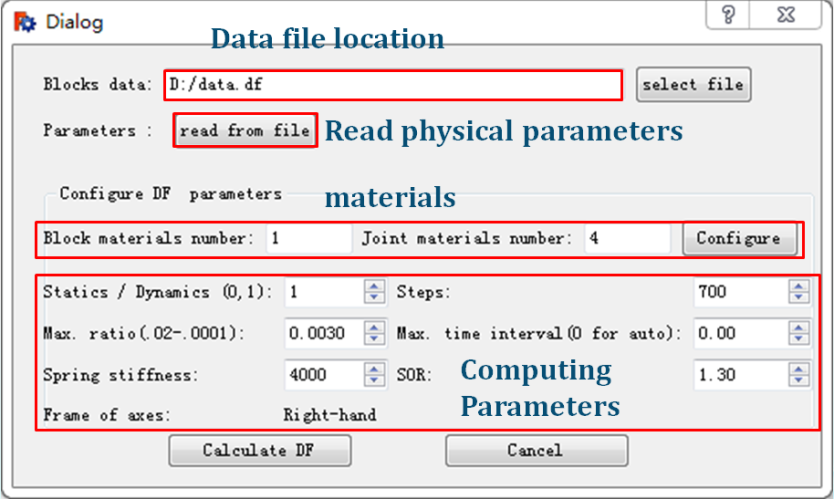 Dialog
Data file location
Blocks data: D:/data.df select file
Parameters : read from file Read physical parameters
Configure DF parameters materials
Block materials number: 1 Joint materials number: 4 Configure
Statics / Dynamics (0,1): 1 Steps: 700
Max. ratio(.02-.0001): 0.0030 Max. time interval(0 for auto): 0.00
Spring stiffness: 4000 SOR: 1.30
Computing
Parameters
Frame of axes: Right-hand
Calculate DF Cancel